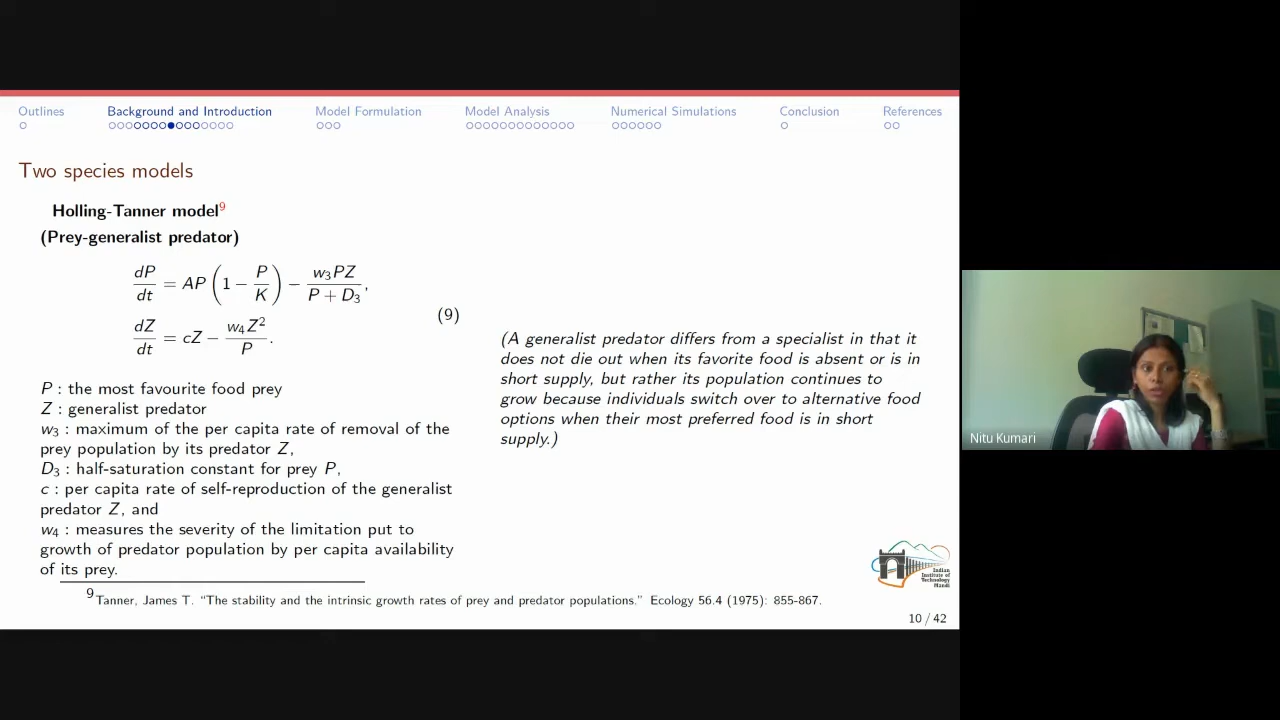 Outlines Background and Introduction Model Formulation Model Analysis Numerical Simulations Conclusion References
Two species models
Holling-Tanner model⁹
(Prey-generalist predator)
dP/dt = AP (1 − P/K) − w₃PZ/(P + D₃),
dZ/dt = cZ − w₄Z²/P.
(9)
P : the most favourite food prey
Z : generalist predator
w₃ : maximum of the per capita rate of removal of the
prey population by its predator Z,
D₃ : half-saturation constant for prey P,
c : per capita rate of self-reproduction of the generalist
predator Z, and
w₄ : measures the severity of the limitation put to
growth of predator population by per capita availability
of its prey.
(A generalist predator differs from a specialist in that it
does not die out when its favorite food is absent or is in
short supply, but rather its population continues to
grow because individuals switch over to alternative food
options when their most preferred food is in short
supply.)
⁹Tanner, James T. "The stability and the intrinsic growth rates of prey and predator populations." Ecology 56.4 (1975): 855-867.
Indian
Institute of
Technology
Mandi
10 / 42
Nitu Kumari